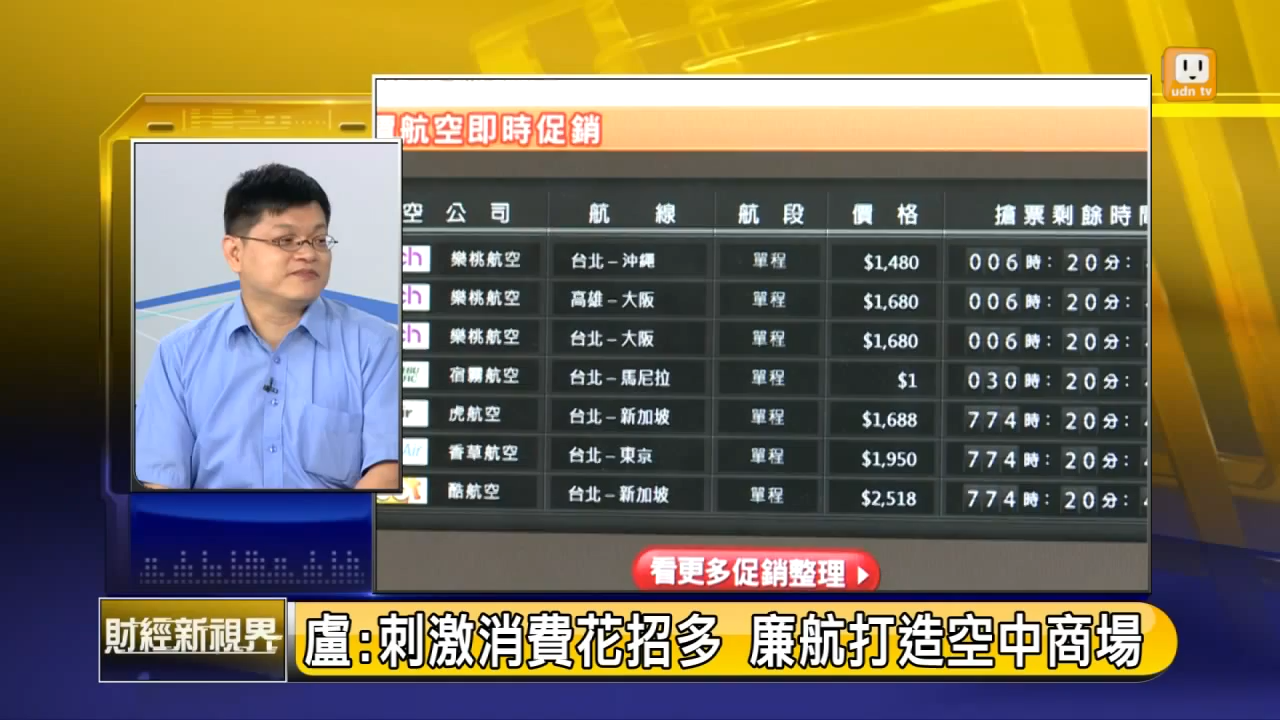 udn tv
航空即時促銷
空公司 航線 航段 價格 搶票剩餘時間
ch 樂桃航空 台北－沖繩 單程 $1,480 006時： 20分：
ch 樂桃航空 高雄－大阪 單程 $1,680 006時： 20分：
ch 樂桃航空 台北－大阪 單程 $1,680 006時： 20分：
宿霧航空 台北－馬尼拉 單程 $1 030時： 20分：
虎航空 台北－新加坡 單程 $1,688 774時： 20分：
Air 香草航空 台北－東京 單程 $1,950 774時： 20分：
酷航空 台北－新加坡 單程 $2,518 774時： 20分：
看更多促銷整理
財經新視界
盧:刺激消費花招多 廉航打造空中商場